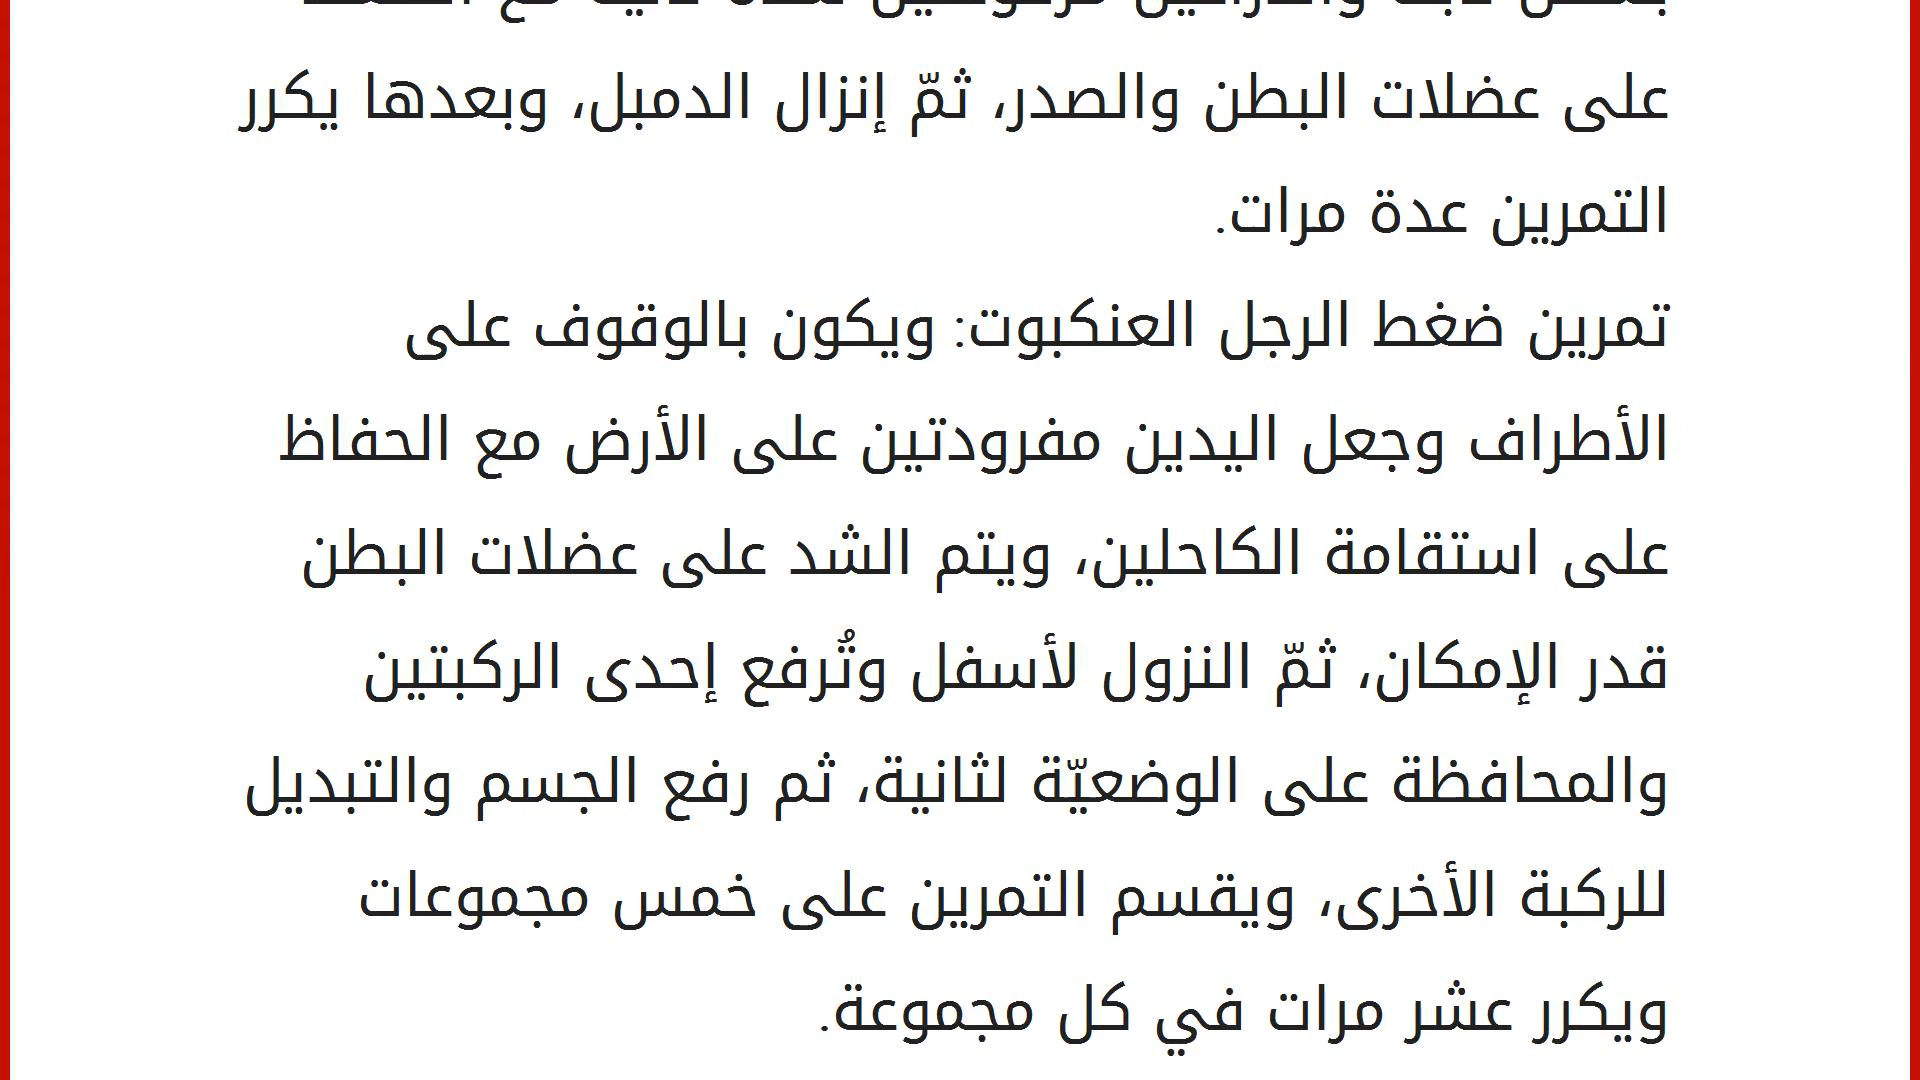 على عضلات البطن والصدر، ثمّ إنزال الدمبل، وبعدها يكرر
التمرين عدة مرات.
تمرين ضغط الرجل العنكبوت: ويكون بالوقوف على
الأطراف وجعل اليدين مفرودتين على الأرض مع الحفاظ
على استقامة الكاحلين، ويتم الشد على عضلات البطن
قدر الإمكان، ثمّ النزول لأسفل وتُرفع إحدى الركبتين
والمحافظة على الوضعيّة لثانية، ثم رفع الجسم والتبديل
للركبة الأخرى، ويقسم التمرين على خمس مجموعات
ويكرر عشر مرات في كل مجموعة.